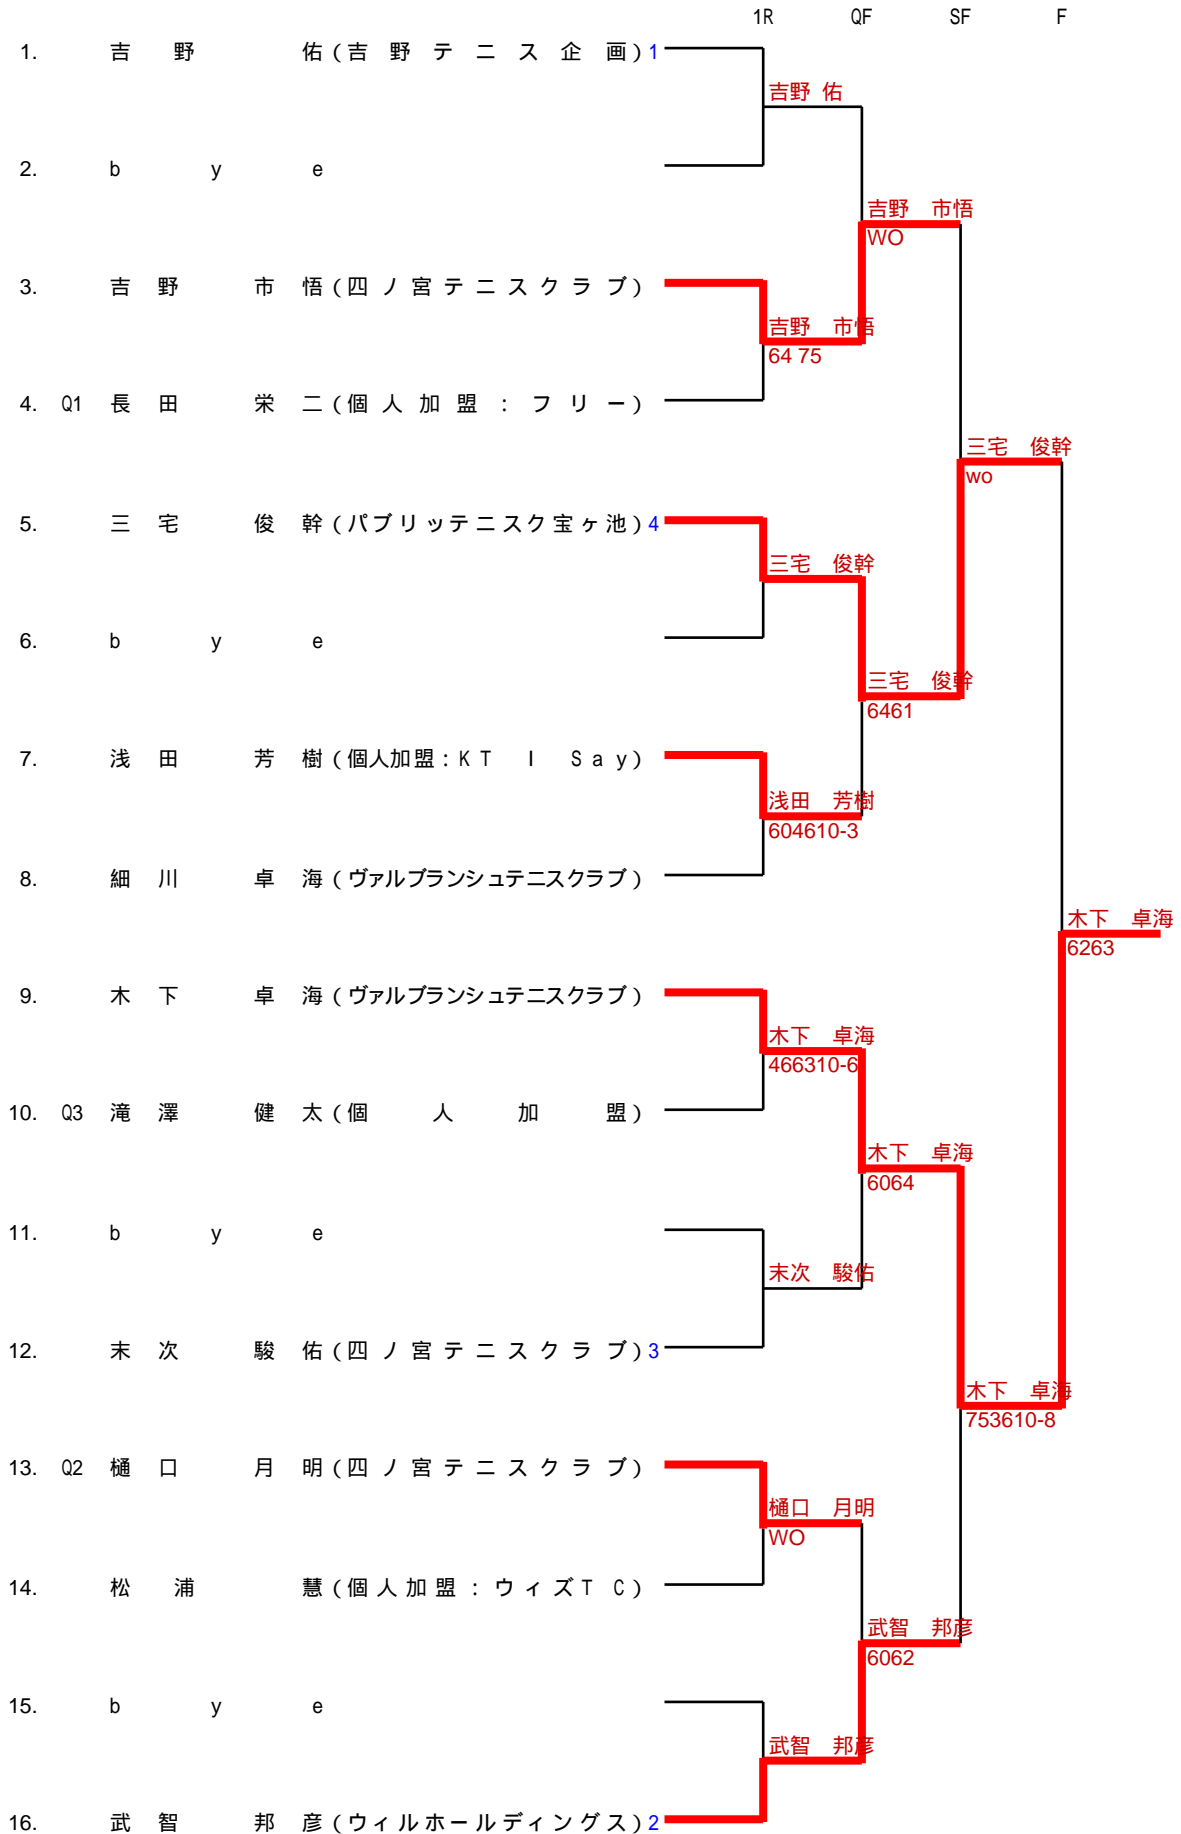 1R QF SF F
1. 吉野 佑(吉野テニス企画)1
吉野 佑
2. bye
吉野 市悟
WO
3. 吉野 市悟(四ノ宮テニスクラブ)
吉野 市悟
64 75
4. Q1 長田 栄二(個人加盟:フリー)
三宅 俊幹
wo
5. 三宅 俊幹(パブリッテニスク宝ヶ池)4
三宅 俊幹
6. bye
三宅 俊幹
6461
7. 浅田 芳樹(個人加盟:KT I Say)
浅田 芳樹
604610-3
8. 細川 卓海(ヴァルブランシュテニスクラブ)
木下 卓海
6263
9. 木下 卓海(ヴァルブランシュテニスクラブ)
木下 卓海
466310-6
10. Q3 滝澤 健太(個人加盟)
木下 卓海
6064
11. bye
末次 駿佑
12. 末次 駿佑(四ノ宮テニスクラブ)3
木下 卓海
753610-8
13. Q2 樋口 月明(四ノ宮テニスクラブ)
樋口 月明
WO
14. 松浦 慧(個人加盟:ウィズTC)
武智 邦彦
6062
15. bye
武智 邦彦
16. 武智 邦彦(ウィルホールディングス)2